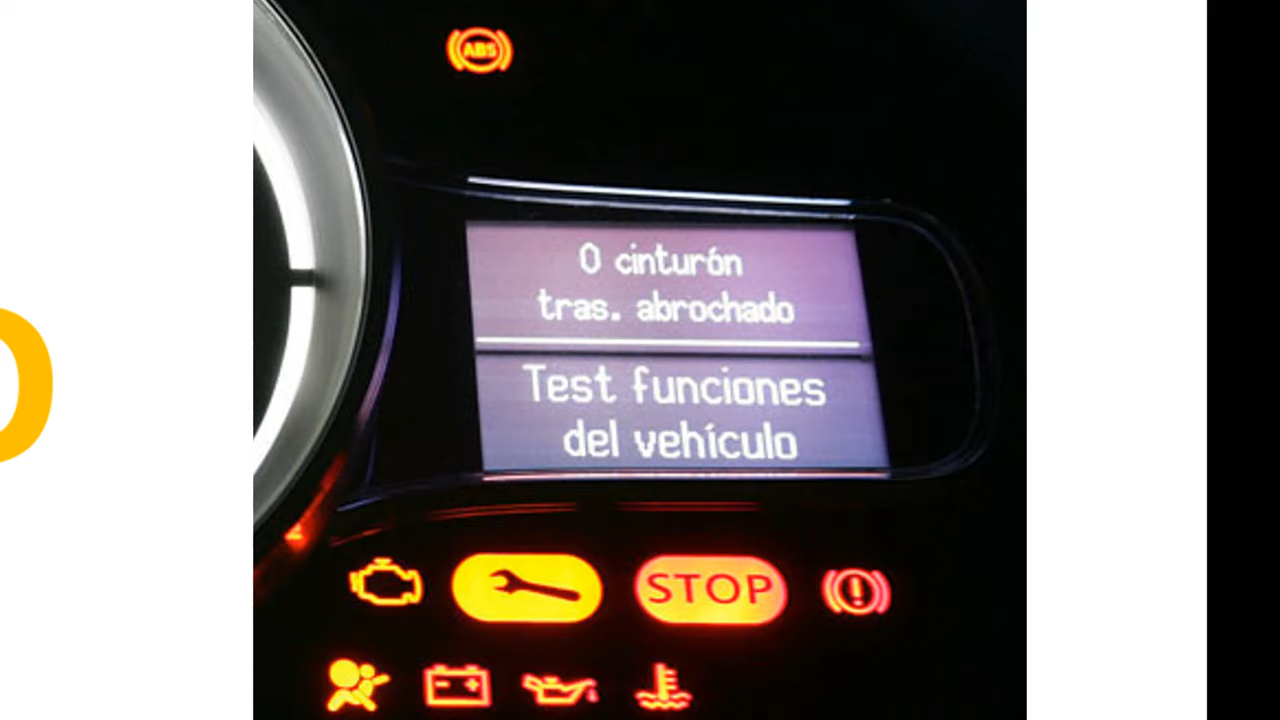 ABS
0 cinturón
tras. abrochado
Test funciones
del vehículo
STOP